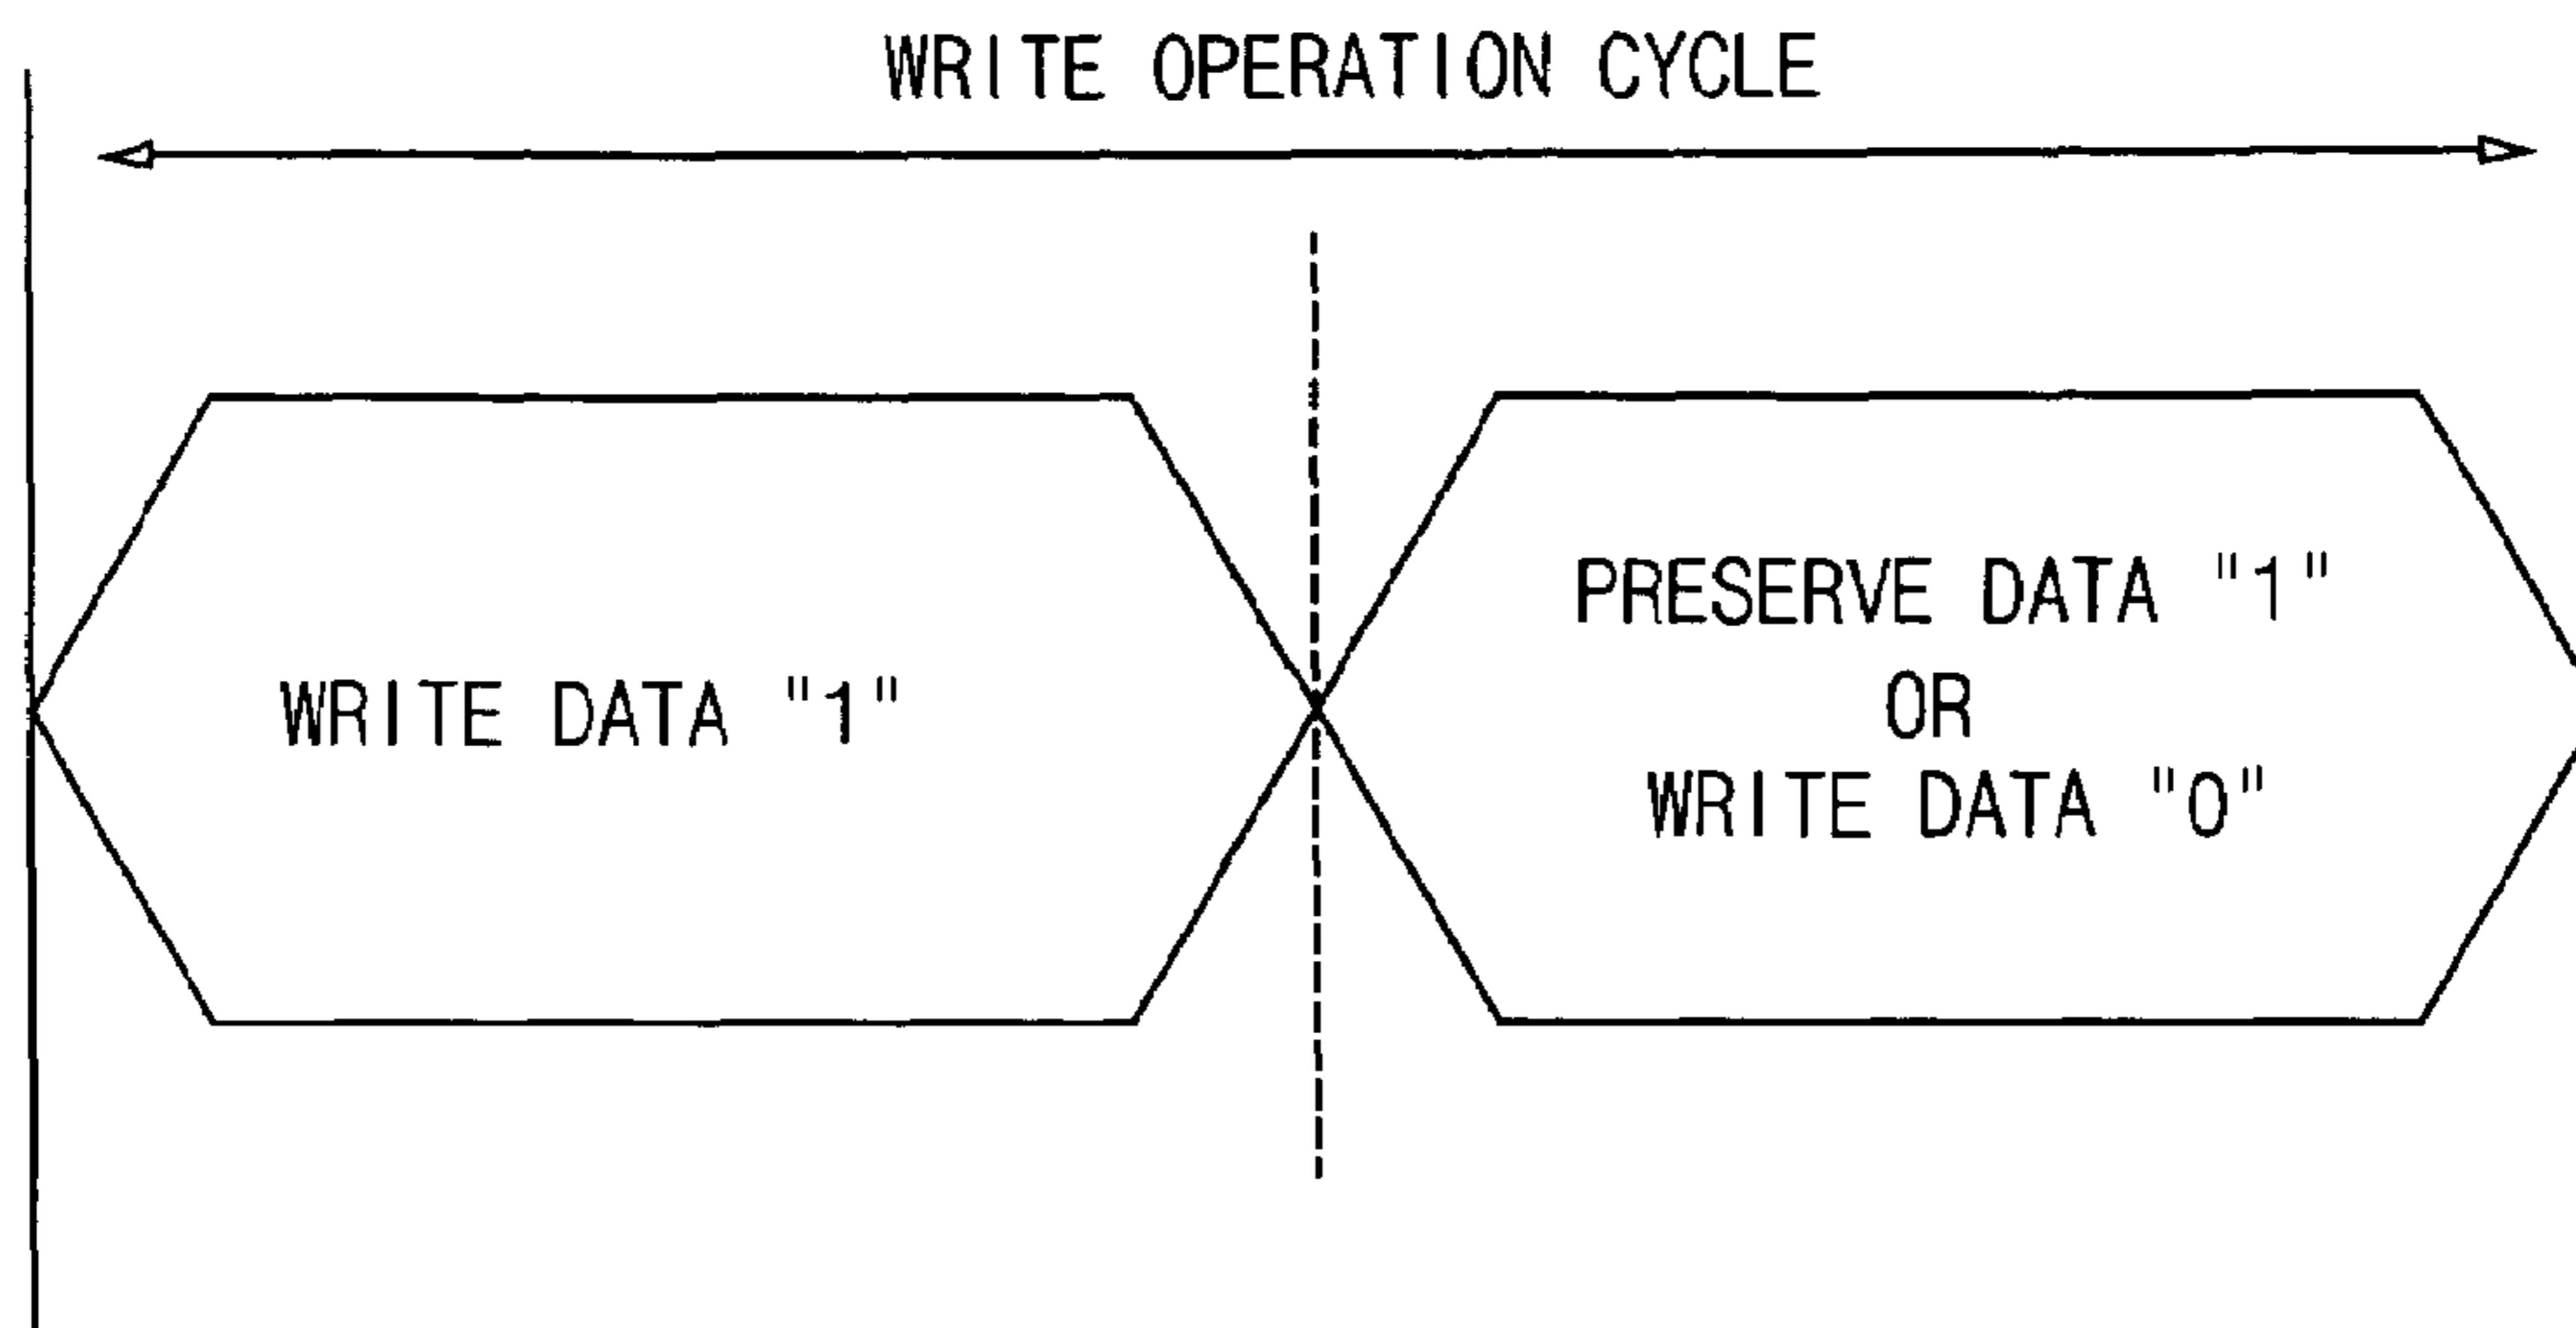 WRITE OPERATION CYCLE
WRITE DATA "1"
PRESERVE DATA "1"
OR
WRITE DATA "0"